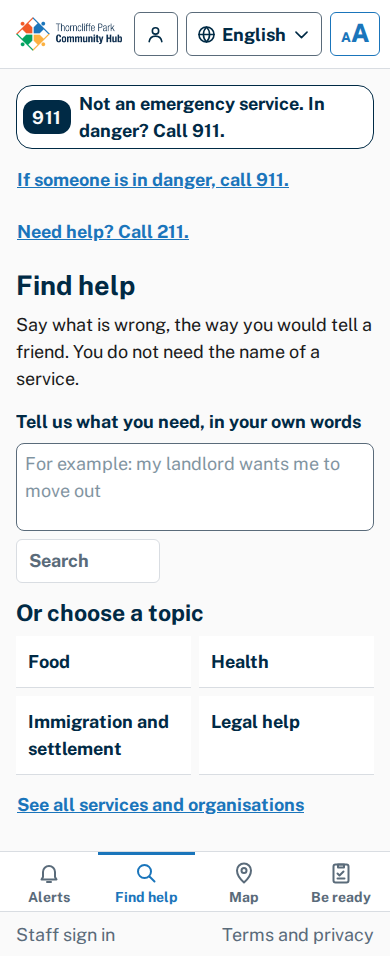 Thorncliffe Park
Community Hub
English
AA
911
Not an emergency service. In
danger? Call 911.
If someone is in danger, call 911.
Need help? Call 211.
Find help
Say what is wrong, the way you would tell a
friend. You do not need the name of a
service.
Tell us what you need, in your own words
For example: my landlord wants me to
move out
Search
Or choose a topic
Food
Health
Immigration and
settlement
Legal help
See all services and organisations
Alerts
Find help
Map
Be ready
Staff sign in
Terms and privacy